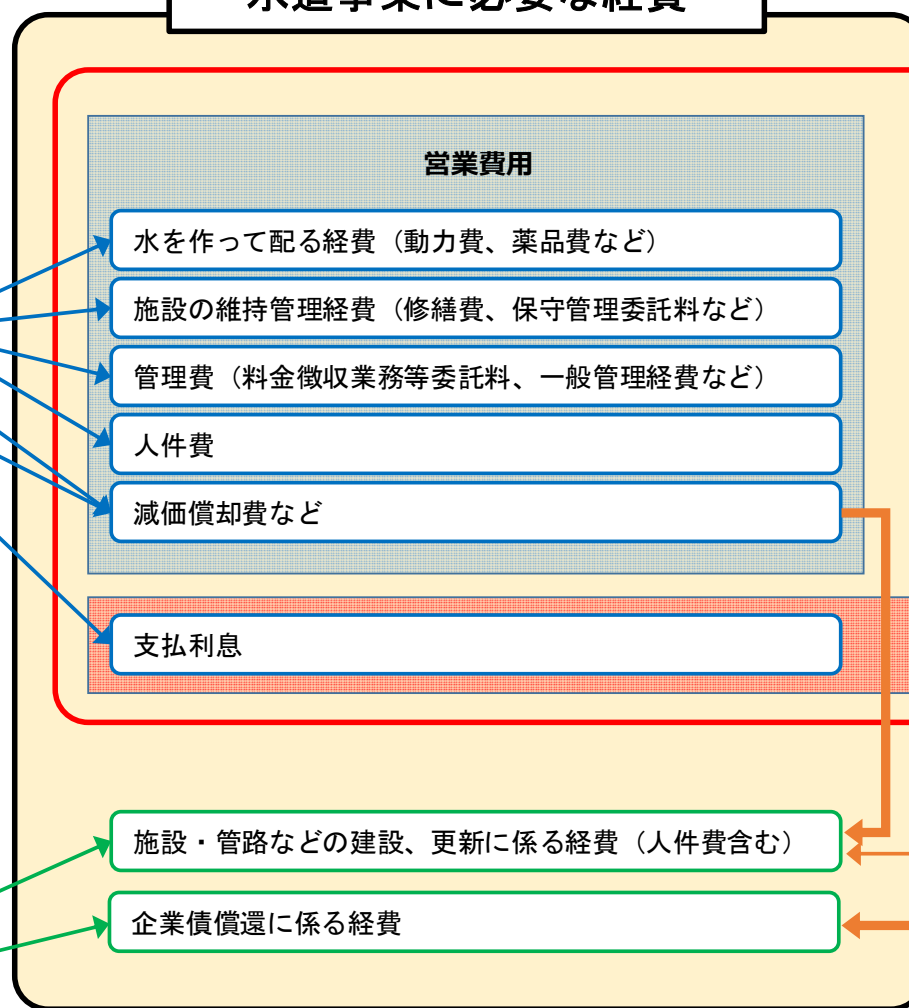 水道事業に必要な経費
営業費用
水を作って配る経費（動力費、薬品費など）
施設の維持管理経費（修繕費、保守管理委託料など）
管理費（料金徴収業務等委託料、一般管理経費など）
人件費
減価償却費など
支払利息
施設・管路などの建設、更新に係る経費（人件費含む）
企業債償還に係る経費